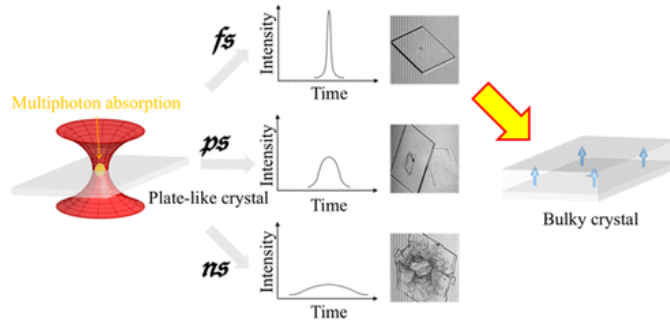 Multiphoton absorption
Plate-like crystal
fs
Intensity
Time
ps
Intensity
Time
ns
Intensity
Time
Bulky crystal